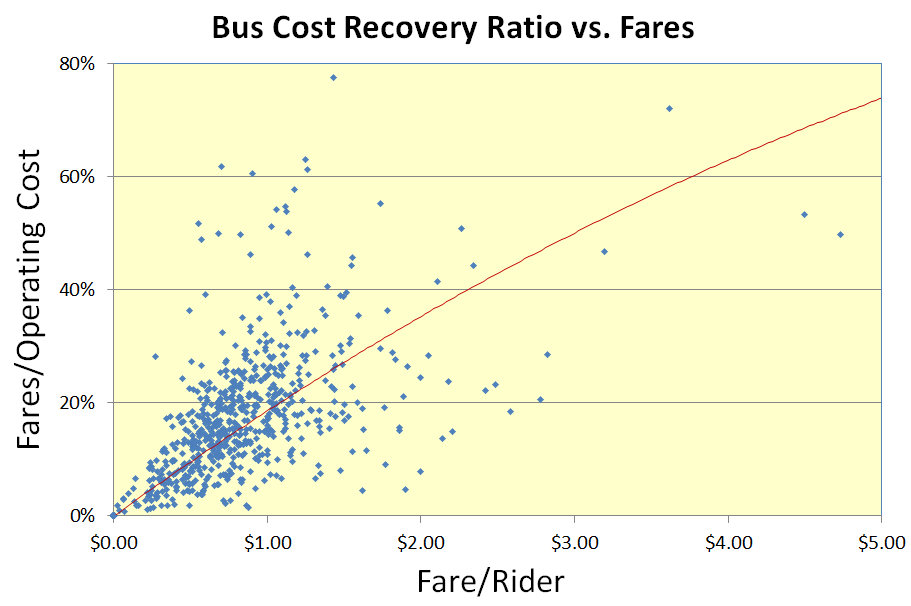 Bus Cost Recovery Ratio vs. Fares
80%
60%
40%
20%
0%
Fares/Operating Cost
$0.00 $1.00 $2.00 $3.00 $4.00 $5.00
Fare/Rider